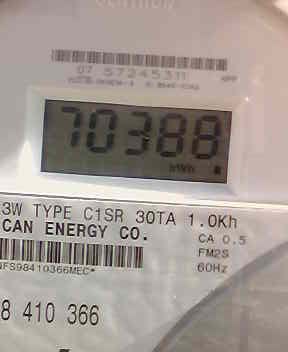 07 57245311
70388
kWh
3W TYPE C1SR 30TA 1.0Kh
CAN ENERGY CO.
CA 0.5
FM2S
NFS98410366MEC*
60Hz
8 410 366